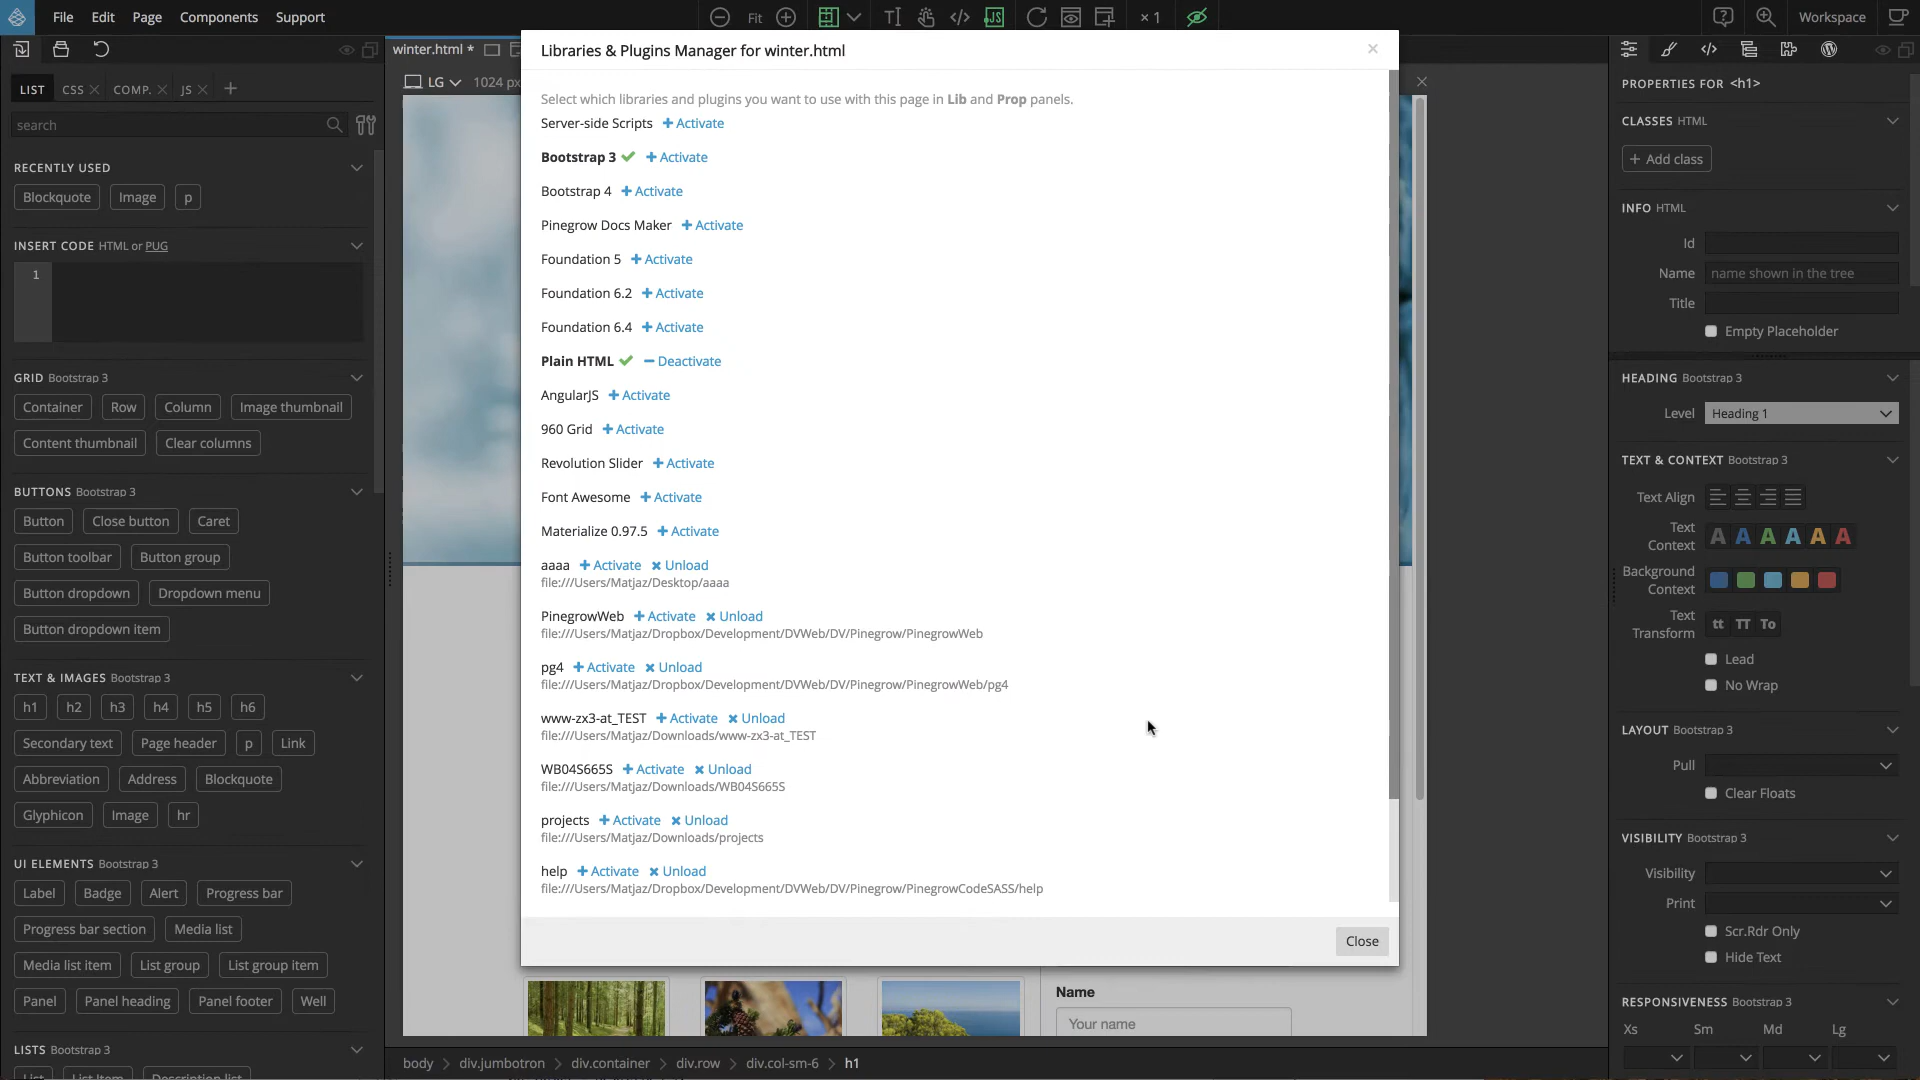 File Edit Page Components Support
Fit
× 1
Workspace
winter.html *
LG 1024 px
LIST CSS COMP. JS
search
RECENTLY USED
Blockquote Image p
INSERT CODE HTML or PUG
1
GRID Bootstrap 3
Container Row Column Image thumbnail
Content thumbnail Clear columns
BUTTONS Bootstrap 3
Button Close button Caret
Button toolbar Button group
Button dropdown Dropdown menu
Button dropdown item
TEXT & IMAGES Bootstrap 3
h1 h2 h3 h4 h5 h6
Secondary text Page header p Link
Abbreviation Address Blockquote
Glyphicon Image hr
UI ELEMENTS Bootstrap 3
Label Badge Alert Progress bar
Progress bar section Media list
Media list item List group List group item
Panel Panel heading Panel footer Well
LISTS Bootstrap 3
List List Item Description list
Libraries & Plugins Manager for winter.html
Select which libraries and plugins you want to use with this page in Lib and Prop panels.
Server-side Scripts Activate
Bootstrap 3 Activate
Bootstrap 4 Activate
Pinegrow Docs Maker Activate
Foundation 5 Activate
Foundation 6.2 Activate
Foundation 6.4 Activate
Plain HTML Deactivate
AngularJS Activate
960 Grid Activate
Revolution Slider Activate
Font Awesome Activate
Materialize 0.97.5 Activate
aaaa Activate Unload
file:///Users/Matjaz/Desktop/aaaa
PinegrowWeb Activate Unload
file:///Users/Matjaz/Dropbox/Development/DVWeb/DV/Pinegrow/PinegrowWeb
pg4 Activate Unload
file:///Users/Matjaz/Dropbox/Development/DVWeb/DV/Pinegrow/PinegrowWeb/pg4
www-zx3-at_TEST Activate Unload
file:///Users/Matjaz/Downloads/www-zx3-at_TEST
WB04S665S Activate Unload
file:///Users/Matjaz/Downloads/WB04S665S
projects Activate Unload
file:///Users/Matjaz/Downloads/projects
help Activate Unload
file:///Users/Matjaz/Dropbox/Development/DVWeb/DV/Pinegrow/PinegrowCodeSASS/help
Close
Name
Your name
body div.jumbotron div.container div.row div.col-sm-6 h1
PROPERTIES FOR <h1>
CLASSES HTML
+ Add class
INFO HTML
Id
Name name shown in the tree
Title
Empty Placeholder
HEADING Bootstrap 3
Level Heading 1
TEXT & CONTEXT Bootstrap 3
Text Align
Text Context A A A A A A
Background Context
Text Transform tt TT To
Lead
No Wrap
LAYOUT Bootstrap 3
Pull
Clear Floats
VISIBILITY Bootstrap 3
Visibility
Print
Scr.Rdr Only
Hide Text
RESPONSIVENESS Bootstrap 3
Xs Sm Md Lg